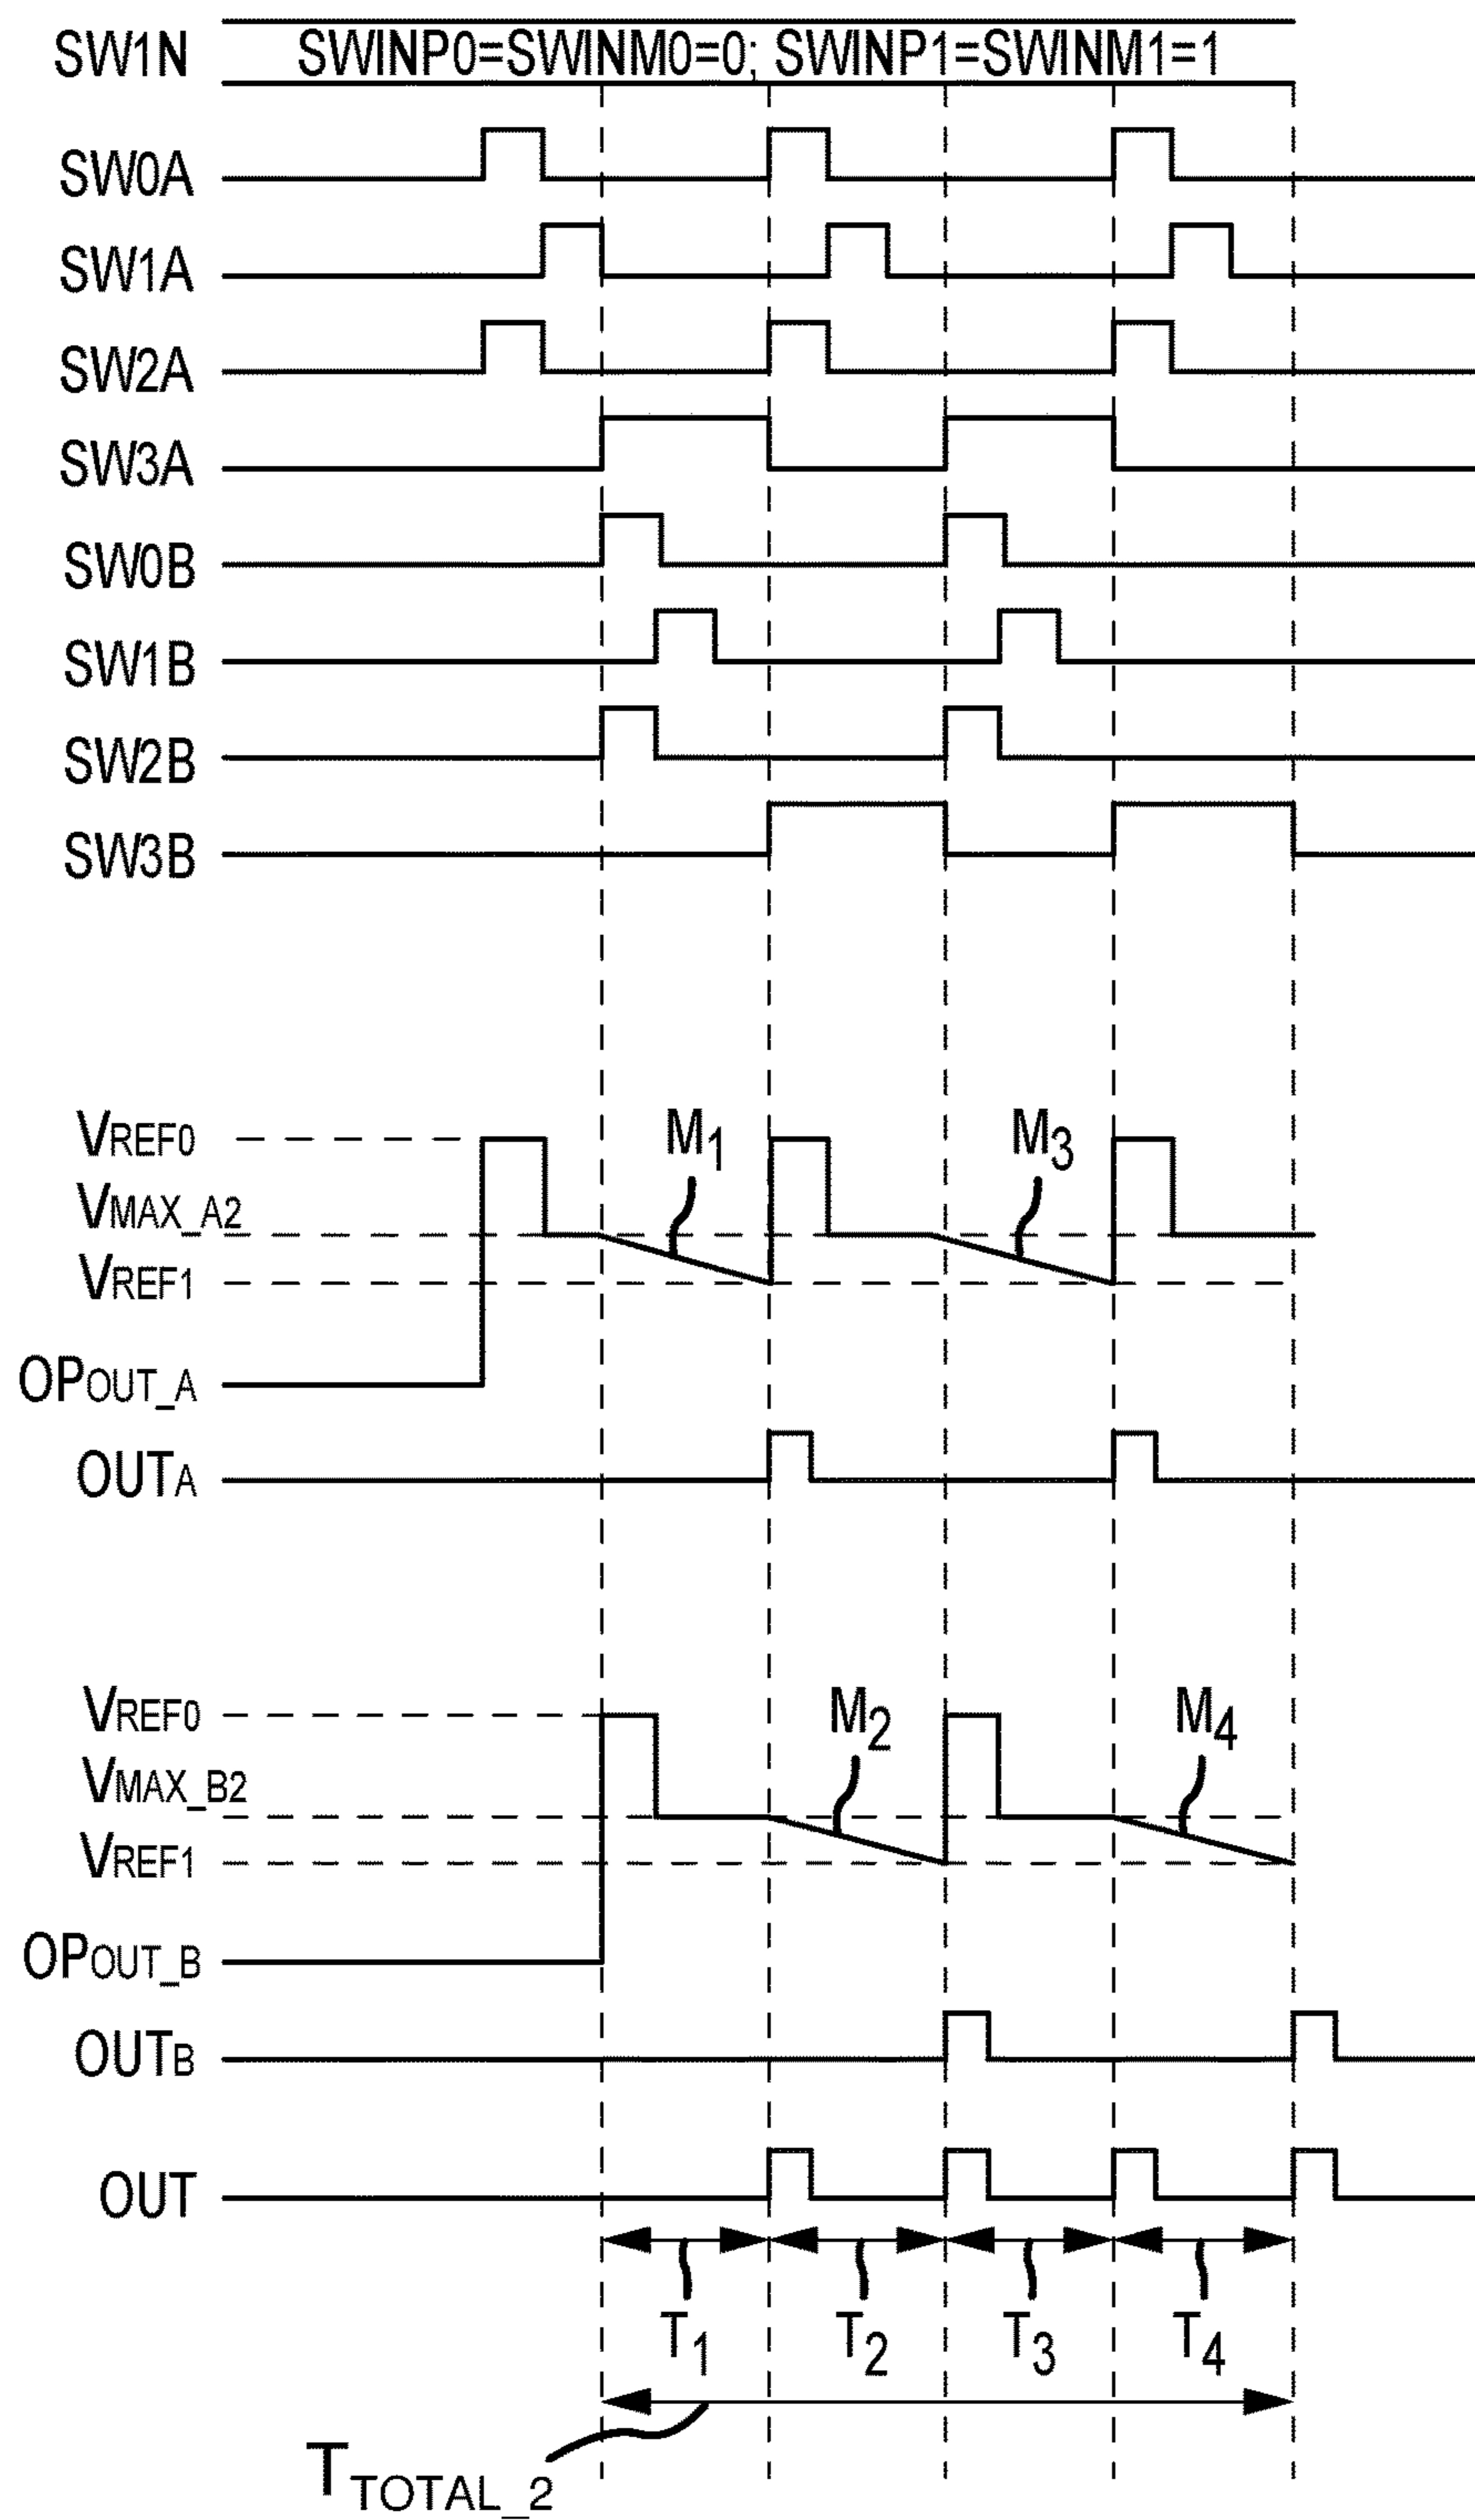 SW1N SWINP0=SWINM0=0; SWINP1=SWINM1=1
SW0A
SW1A
SW2A
SW3A
SW0B
SW1B
SW2B
SW3B
VREF0 M1 M3
VMAX_A2
VREF1
OPOUT_A
OUTA
VREF0 M2 M4
VMAX_B2
VREF1
OPOUT_B
OUTB
OUT
T1 T2 T3 T4
TTOTAL_2